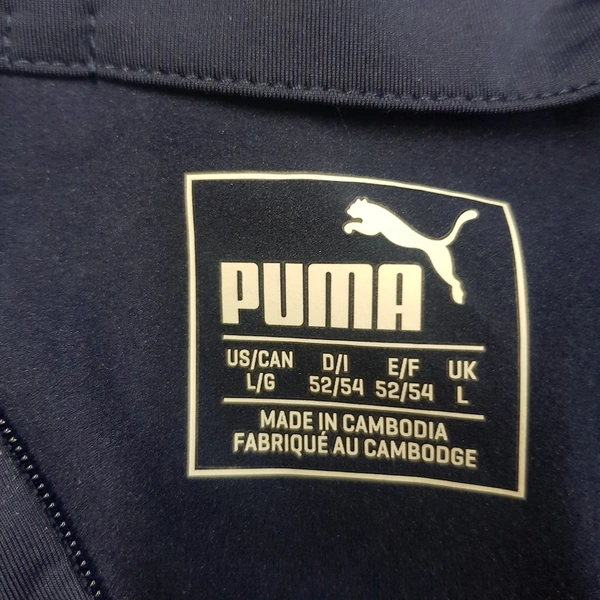 PUMA
US/CAN D/I E/F UK
L/G 52/54 52/54 L
MADE IN CAMBODIA
FABRIQUÉ AU CAMBODGE